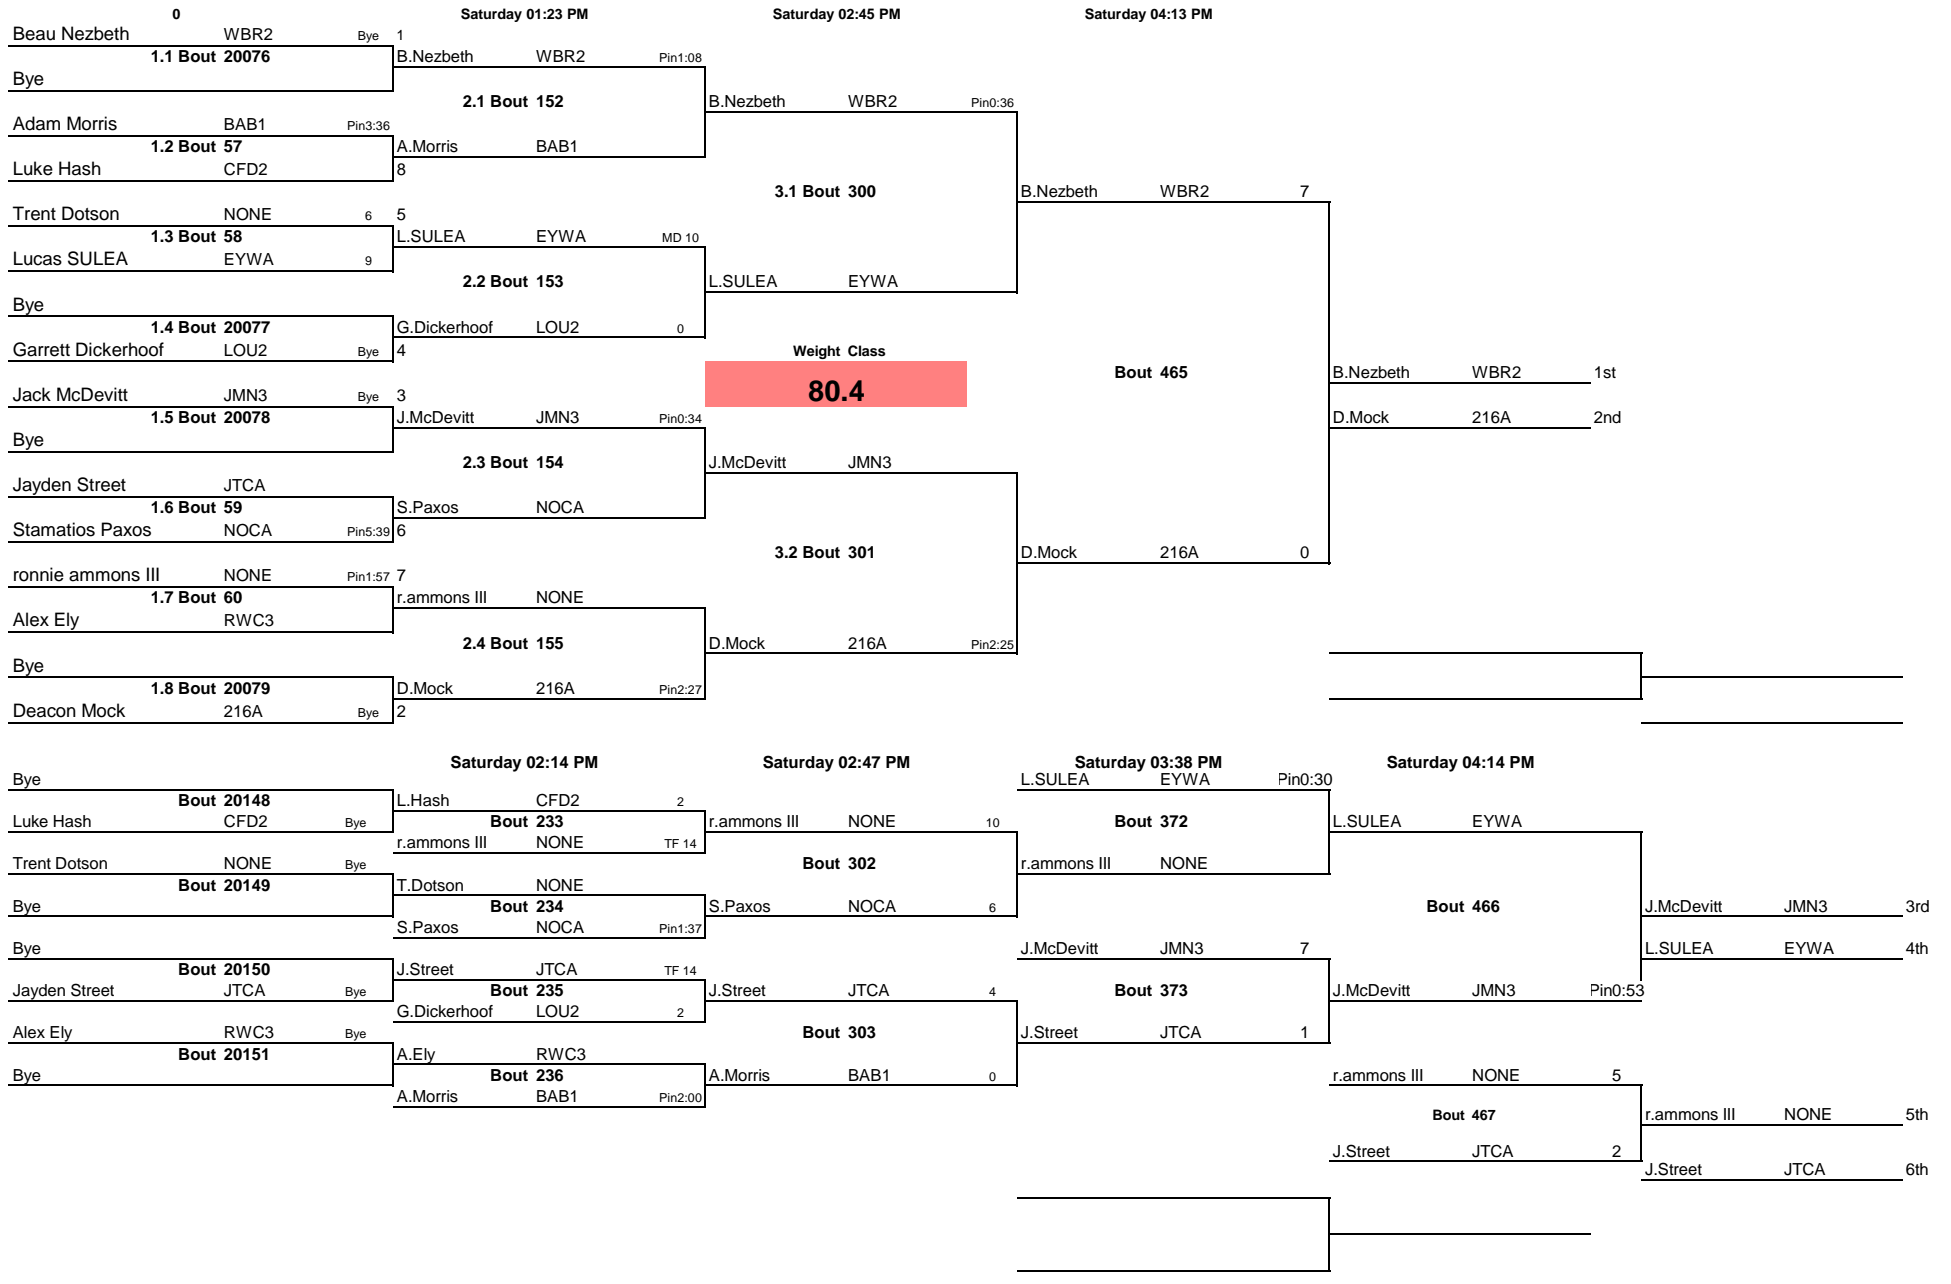 0 Saturday 01:23 PM Saturday 02:45 PM Saturday 04:13 PM
Beau Nezbeth WBR2 Bye 1
1.1 Bout 20076 B.Nezbeth WBR2 Pin1:08
Bye
2.1 Bout 152 B.Nezbeth WBR2 Pin0:36
Adam Morris BAB1 Pin3:36
1.2 Bout 57 A.Morris BAB1
Luke Hash CFD2 8
3.1 Bout 300 B.Nezbeth WBR2 7
Trent Dotson NONE 6 5
1.3 Bout 58 L.SULEA EYWA MD 10
Lucas SULEA EYWA 9
2.2 Bout 153 L.SULEA EYWA
Bye
1.4 Bout 20077 G.Dickerhoof LOU2 0
Garrett Dickerhoof LOU2 Bye 4 Weight Class
Bout 465 B.Nezbeth WBR2 1st
Jack McDevitt JMN3 Bye 3 80.4
1.5 Bout 20078 J.McDevitt JMN3 Pin0:34 D.Mock 216A 2nd
Bye
2.3 Bout 154 J.McDevitt JMN3
Jayden Street JTCA
1.6 Bout 59 S.Paxos NOCA
Stamatios Paxos NOCA Pin5:39 6
3.2 Bout 301 D.Mock 216A 0
ronnie ammons III NONE Pin1:57 7
1.7 Bout 60 r.ammons III NONE
Alex Ely RWC3
2.4 Bout 155 D.Mock 216A Pin2:25
Bye
1.8 Bout 20079 D.Mock 216A Pin2:27
Deacon Mock 216A Bye 2
Saturday 02:14 PM Saturday 02:47 PM Saturday 03:38 PM Saturday 04:14 PM
Bye L.SULEA EYWA Pin0:30
Bout 20148 L.Hash CFD2 2
Luke Hash CFD2 Bye Bout 233 r.ammons III NONE 10 Bout 372 L.SULEA EYWA
r.ammons III NONE TF 14
Trent Dotson NONE Bye Bout 302 r.ammons III NONE
Bout 20149 T.Dotson NONE
Bye Bout 234 S.Paxos NOCA 6 Bout 466 J.McDevitt JMN3 3rd
S.Paxos NOCA Pin1:37
Bye J.McDevitt JMN3 7 L.SULEA EYWA 4th
Bout 20150 J.Street JTCA TF 14
Jayden Street JTCA Bye Bout 235 J.Street JTCA 4 Bout 373 J.McDevitt JMN3 Pin0:53
G.Dickerhoof LOU2 2
Alex Ely RWC3 Bye Bout 303 J.Street JTCA 1
Bout 20151 A.Ely RWC3
Bye Bout 236 A.Morris BAB1 0 r.ammons III NONE 5
A.Morris BAB1 Pin2:00
Bout 467 r.ammons III NONE 5th
J.Street JTCA 2
J.Street JTCA 6th